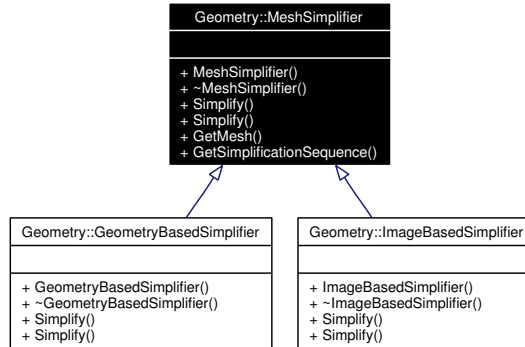 Geometry::MeshSimplifier
+ MeshSimplifier()
+ ~MeshSimplifier()
+ Simplify()
+ Simplify()
+ GetMesh()
+ GetSimplificationSequence()
Geometry::GeometryBasedSimplifier
+ GeometryBasedSimplifier()
+ ~GeometryBasedSimplifier()
+ Simplify()
+ Simplify()
Geometry::ImageBasedSimplifier
+ ImageBasedSimplifier()
+ ~ImageBasedSimplifier()
+ Simplify()
+ Simplify()